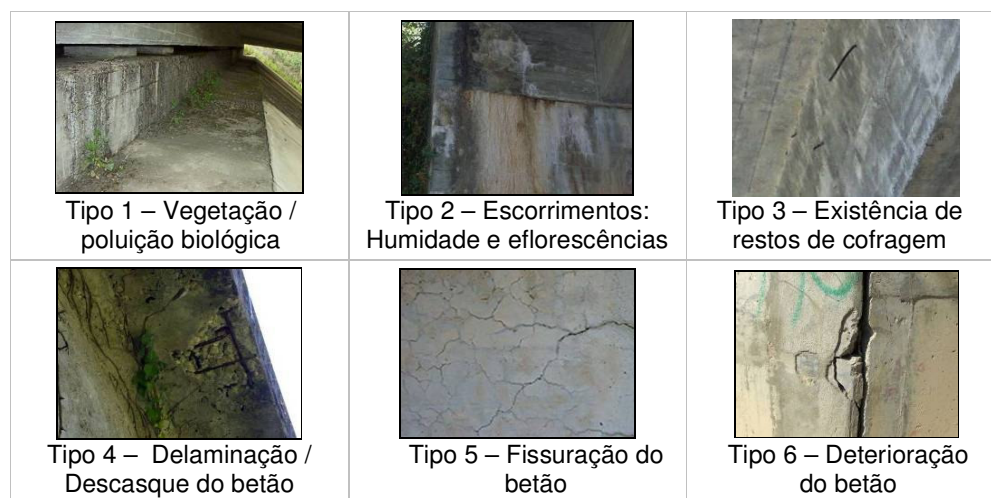 Tipo 1 – Vegetação /
poluição biológica
Tipo 2 – Escorrimentos:
Humidade e eflorescências
Tipo 3 – Existência de
restos de cofragem
Tipo 4 – Delaminação /
Descasque do betão
Tipo 5 – Fissuração do
betão
Tipo 6 – Deterioração
do betão